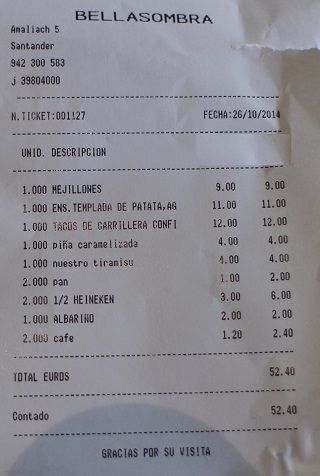 BELLASOMBRA
Amaliach 5
Santander
942 300 583
j 39804000
N.TICKET:001127 FECHA:26/10/2014
UNID. DESCRIPCION
1.000 MEJILLONES 9.00 9.00
1.000 ENS.TEMPLADA DE PATATA,AG 11.00 11.00
1.000 TACOS DE CARRILLERA CONFI 12.00 12.00
1.000 piña caramelizada 4.00 4.00
1.000 nuestro tiramisu 4.00 4.00
2.000 pan 1.00 2.00
2.000 1/2 HEINEKEN 3.00 6.00
1.000 ALBARIÑO 2.00 2.00
2.000 cafe 1.20 2.40
TOTAL EUROS 52.40
Contado 52.40
GRACIAS POR SU VISITA